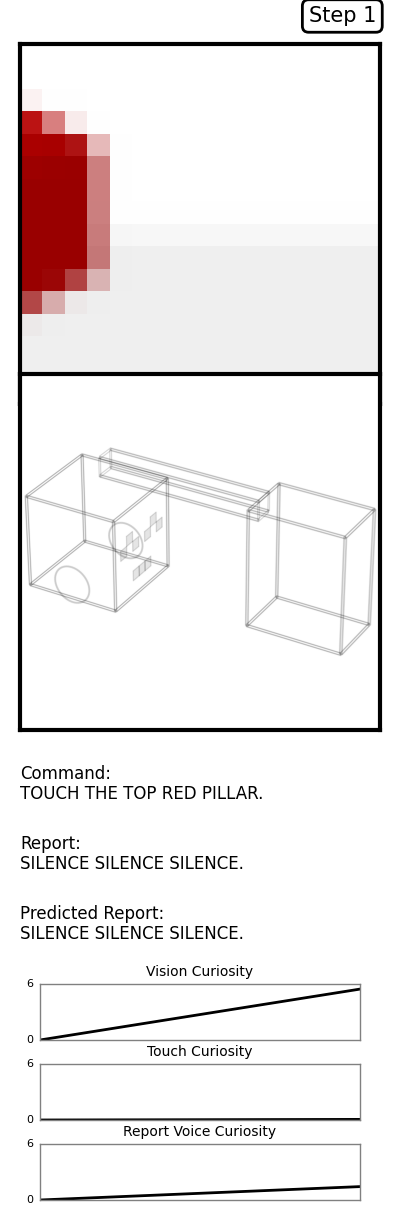 Step 1
Command:
TOUCH THE TOP RED PILLAR.
Report:
SILENCE SILENCE SILENCE.
Predicted Report:
SILENCE SILENCE SILENCE.
Vision Curiosity
6
0
Touch Curiosity
6
0
Report Voice Curiosity
6
0